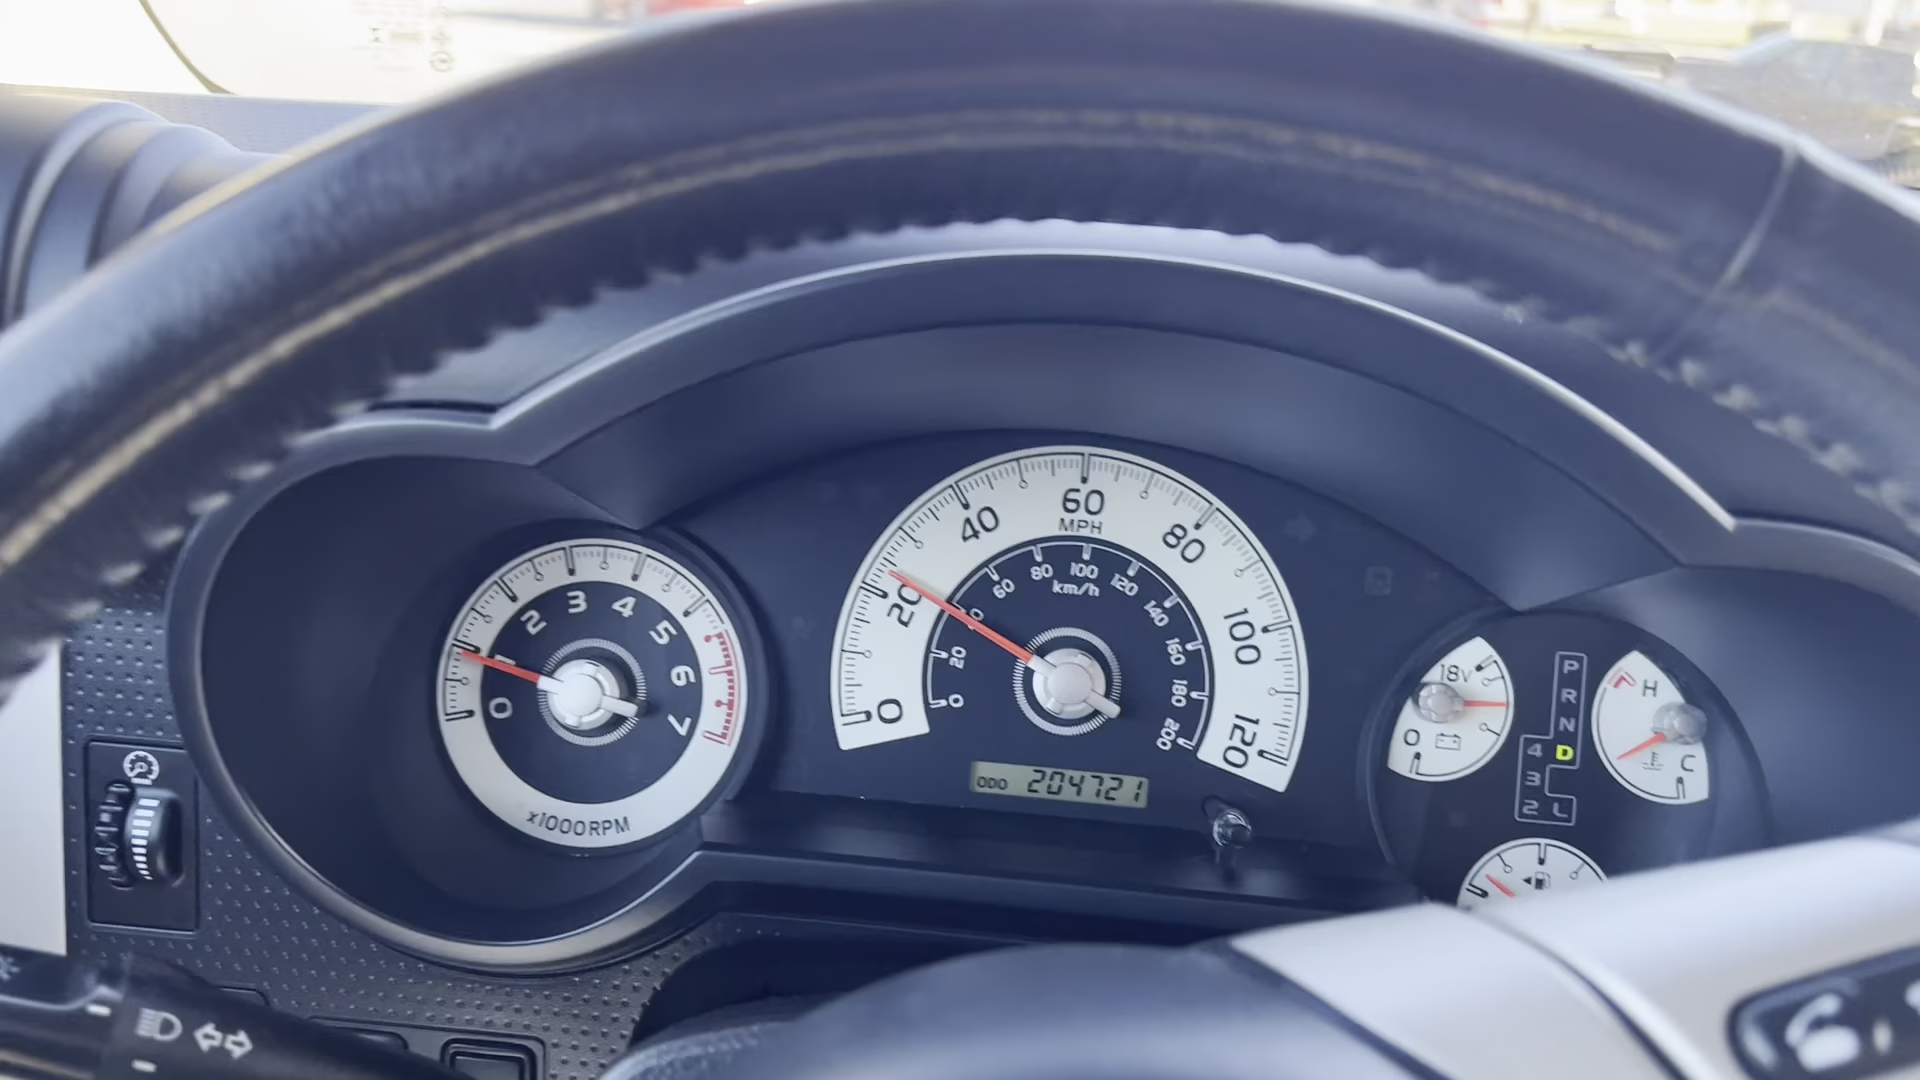 0 1 2 3 4 5 6 7
x1000RPM
0 20 40 60 80 100 120
MPH
0 20 40 60 80 100 120 140 160 180 200
km/h
ODO 204721
18V
0
P
R
N
4 D
3
2 L
H
C